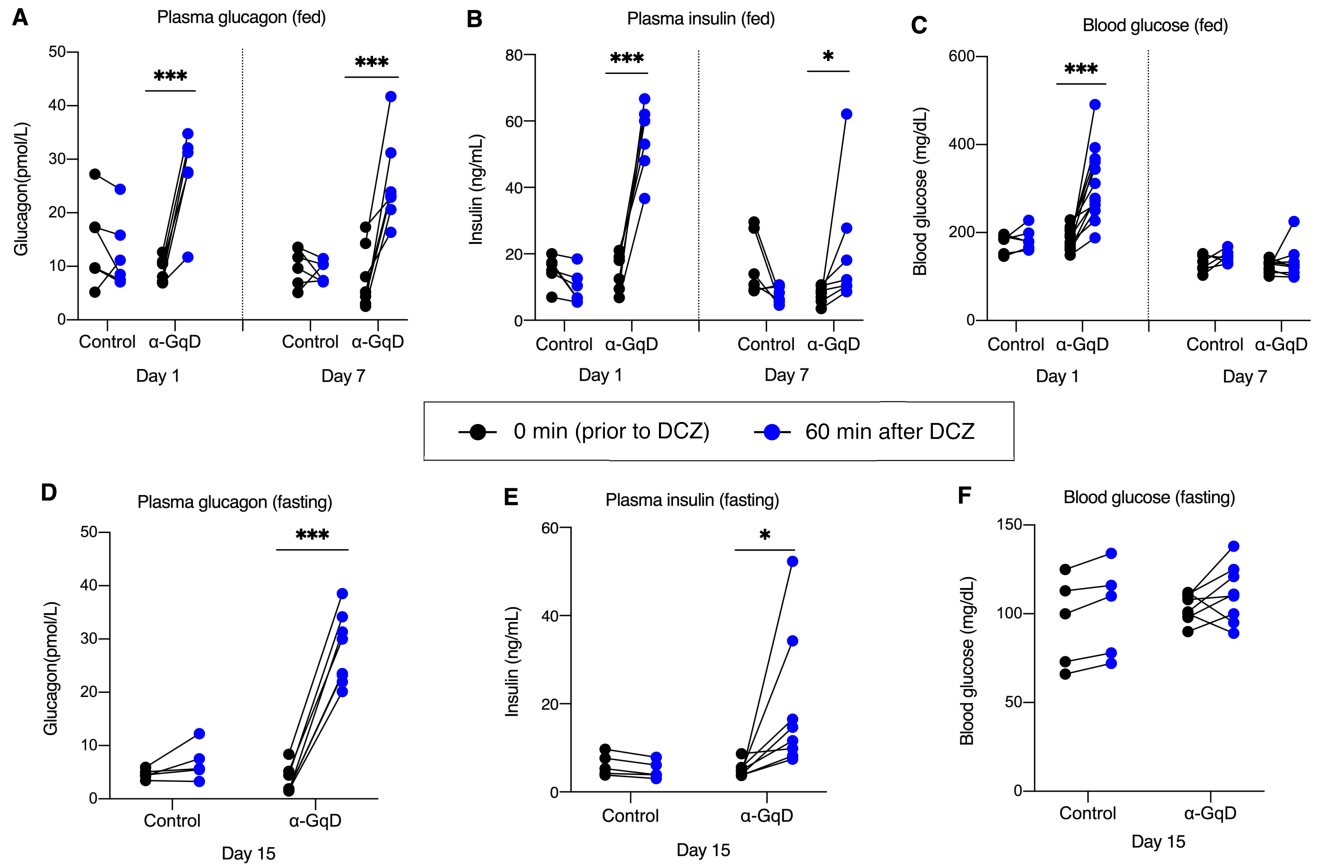 A
Plasma glucagon (fed)
Glucagon(pmol/L)
50
40
30
20
10
0
***
***
Control α-GqD
Control α-GqD
Day 1
Day 7
B
Plasma insulin (fed)
Insulin (ng/mL)
80
60
40
20
0
***
*
Control α-GqD
Control α-GqD
Day 1
Day 7
C
Blood glucose (fed)
Blood glucose (mg/dL)
600
400
200
0
***
Control α-GqD
Control α-GqD
Day 1
Day 7
0 min (prior to DCZ)
60 min after DCZ
D
Plasma glucagon (fasting)
Glucagon(pmol/L)
50
40
30
20
10
0
***
Control
α-GqD
Day 15
E
Plasma insulin (fasting)
Insulin (ng/mL)
60
40
20
0
*
Control
α-GqD
Day 15
F
Blood glucose (fasting)
Blood glucose (mg/dL)
150
100
50
0
Control
α-GqD
Day 15